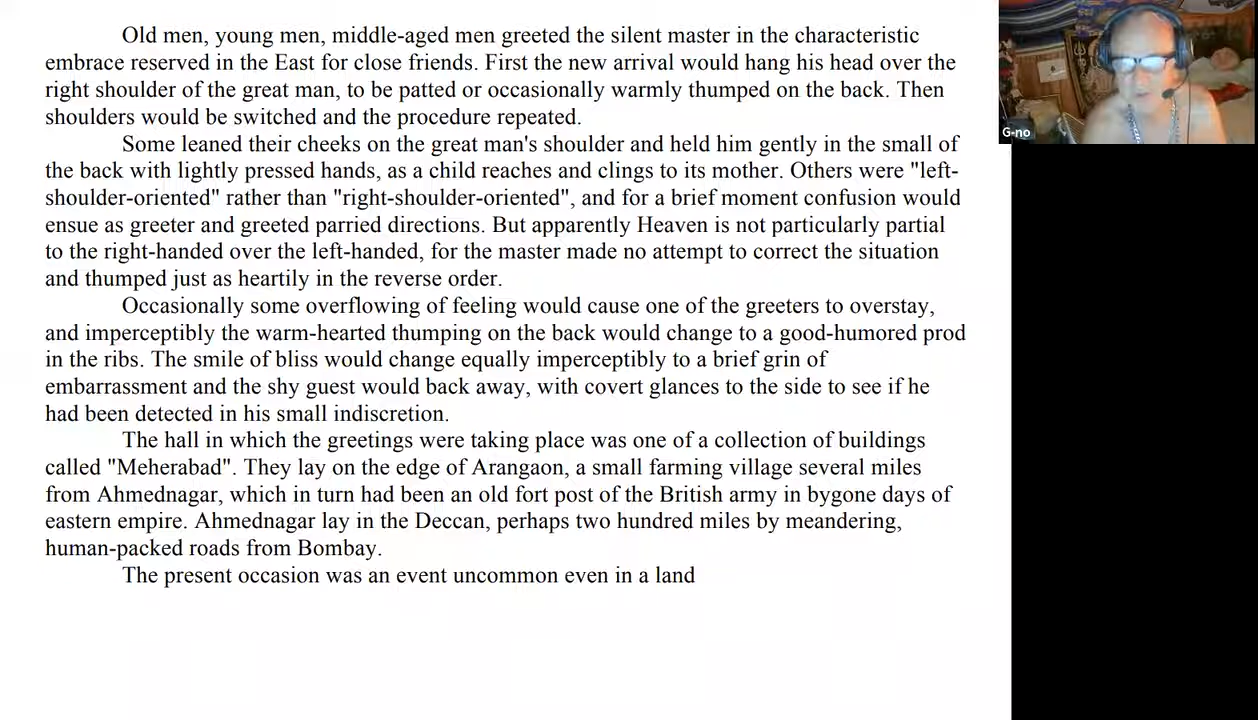 Old men, young men, middle-aged men greeted the silent master in the characteristic
embrace reserved in the East for close friends. First the new arrival would hang his head over the
right shoulder of the great man, to be patted or occasionally warmly thumped on the back. Then
shoulders would be switched and the procedure repeated.
Some leaned their cheeks on the great man's shoulder and held him gently in the small of
the back with lightly pressed hands, as a child reaches and clings to its mother. Others were "left-
shoulder-oriented" rather than "right-shoulder-oriented", and for a brief moment confusion would
ensue as greeter and greeted parried directions. But apparently Heaven is not particularly partial
to the right-handed over the left-handed, for the master made no attempt to correct the situation
and thumped just as heartily in the reverse order.
Occasionally some overflowing of feeling would cause one of the greeters to overstay,
and imperceptibly the warm-hearted thumping on the back would change to a good-humored prod
in the ribs. The smile of bliss would change equally imperceptibly to a brief grin of
embarrassment and the shy guest would back away, with covert glances to the side to see if he
had been detected in his small indiscretion.
The hall in which the greetings were taking place was one of a collection of buildings
called "Meherabad". They lay on the edge of Arangaon, a small farming village several miles
from Ahmednagar, which in turn had been an old fort post of the British army in bygone days of
eastern empire. Ahmednagar lay in the Deccan, perhaps two hundred miles by meandering,
human-packed roads from Bombay.
The present occasion was an event uncommon even in a land
G-no